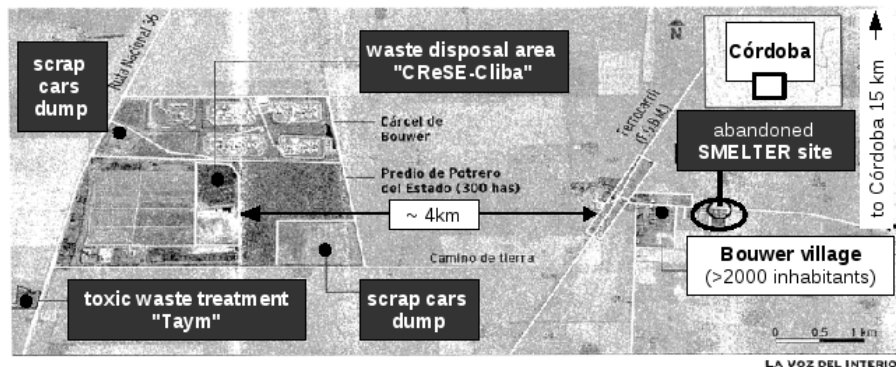 Ruta Nacional 36
scrap
cars
dump
waste disposal area
"CReSE-Cliba"
Cárcel de
Bouwer
Predio de Potrero
del Estado (300 has)
~ 4km
Camino de tierra
toxic waste treatment
"Taym"
scrap cars
dump
Ferrocarril
N
Córdoba
to Córdoba 15 km
abandoned
SMELTER site
Bouwer village
(>2000 inhabitants)
0 0.5 1 km
LA VOZ DEL INTERIO